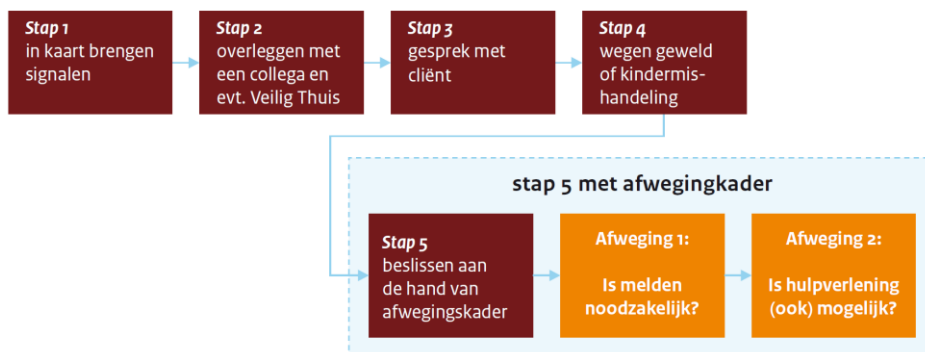 Stap 1
in kaart brengen
signalen
Stap 2
overleggen met
een collega en
evt. Veilig Thuis
Stap 3
gesprek met
cliënt
Stap 4
wegen geweld
of kindermis-
handeling
stap 5 met afwegingkader
Stap 5
beslissen aan
de hand van
afwegingskader
Afweging 1:
Is melden
noodzakelijk?
Afweging 2:
Is hulpverlening
(ook) mogelijk?